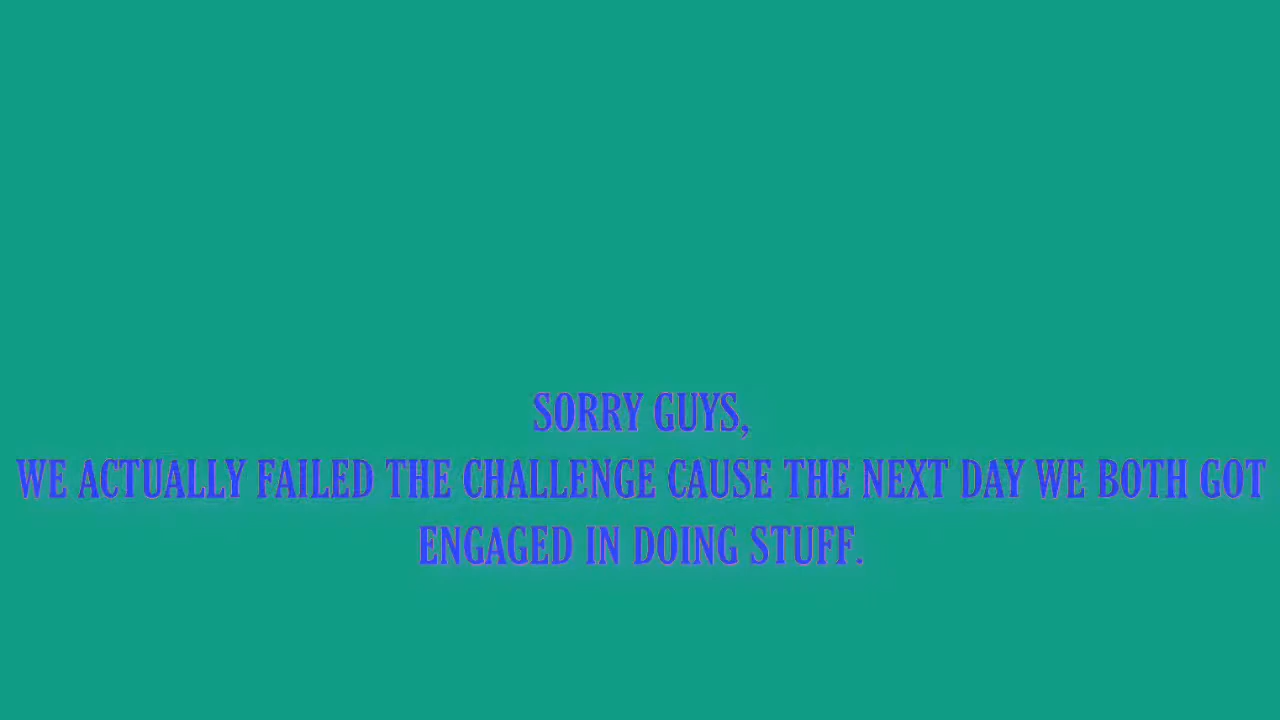 SORRY GUYS,
WE ACTUALLY FAILED THE CHALLENGE CAUSE THE NEXT DAY WE BOTH GOT
ENGAGED IN DOING STUFF.